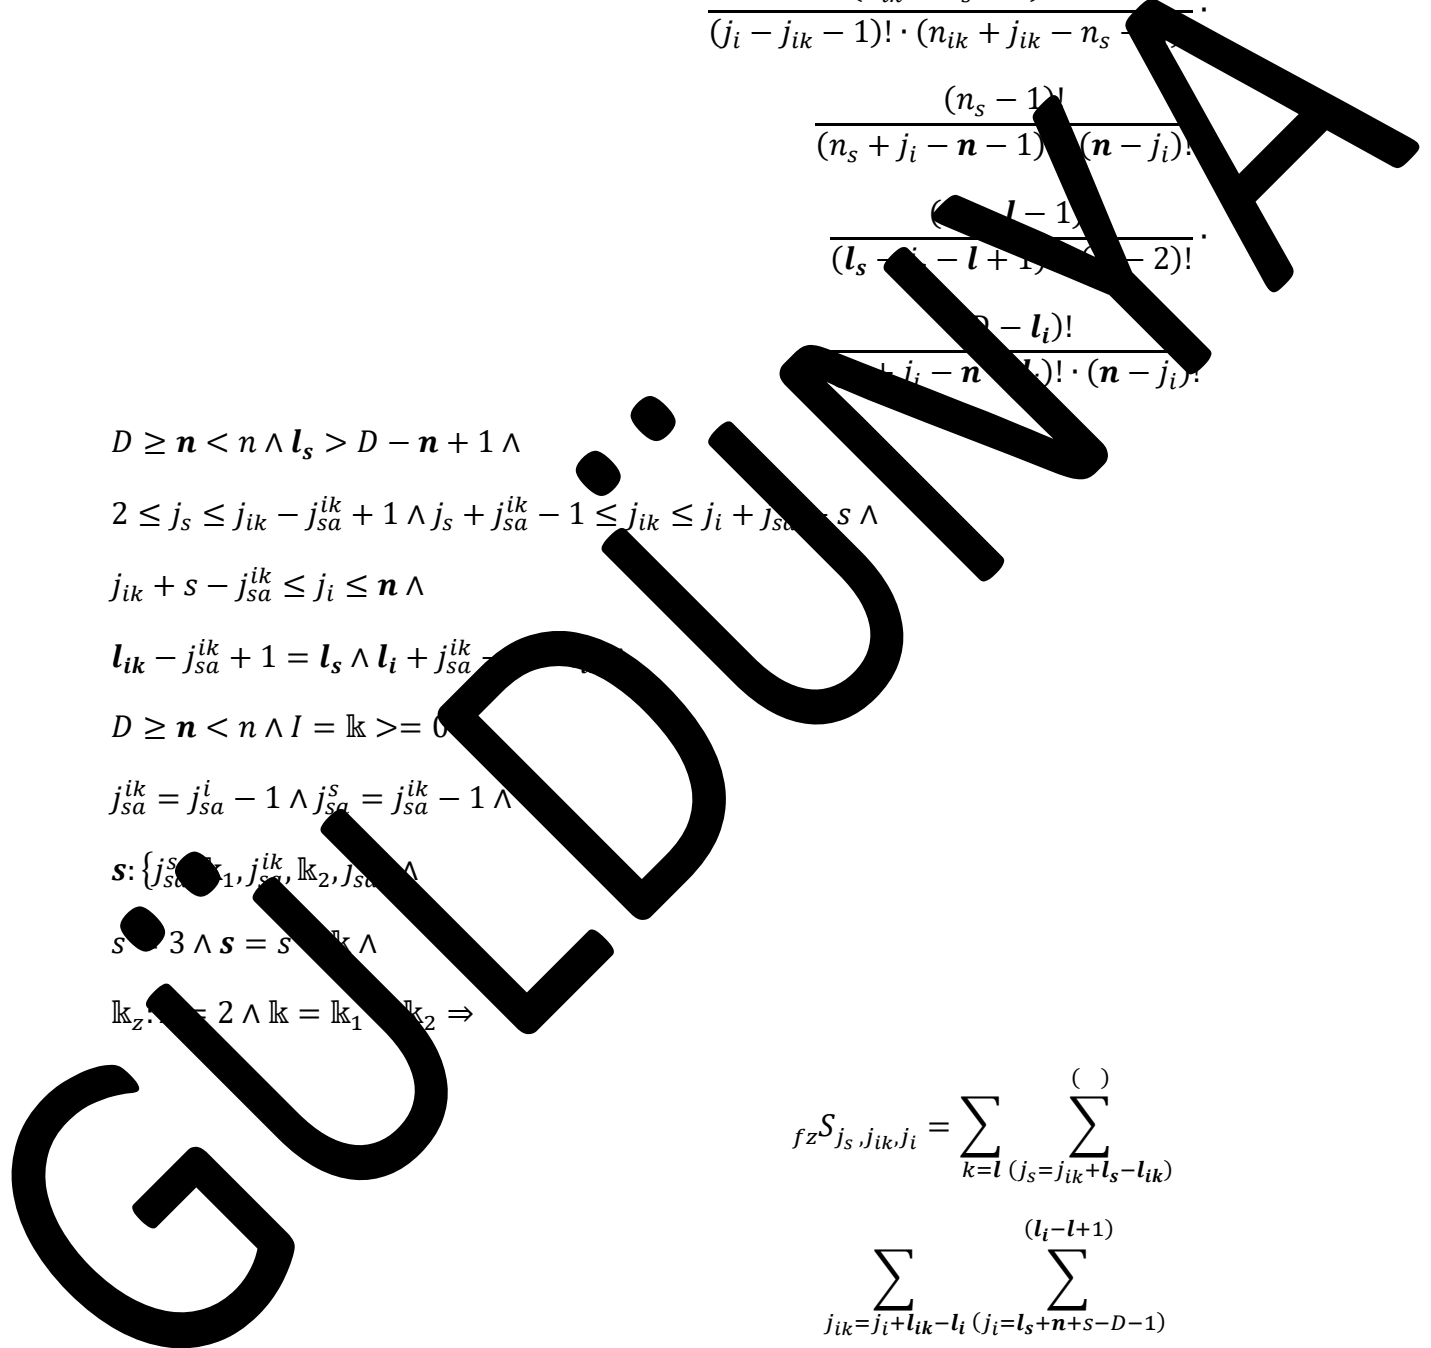 (j_i − j_{ik} − 1)! · (n_{ik} + j_{ik} − n_s −
(n_s − 1)!
(n_s + j_i − 𝒏 − 1) (𝒏 − j_i)!
( 𝒍 − 1)
(𝒍_𝒔 − − 𝒍 + 1) − 2)! ·
− 𝒍_𝒊)!
+ j_i − 𝒏 )! · (𝒏 − j_i)!
D ≥ 𝒏 < n ∧ 𝒍_𝒔 > D − 𝒏 + 1 ∧
2 ≤ j_s ≤ j_{ik} − j_{sa}^{ik} + 1 ∧ j_s + j_{sa}^{ik} − 1 ≤ j_{ik} ≤ j_i + s ∧
j_{ik} + s − j_{sa}^{ik} ≤ j_i ≤ 𝒏 ∧
𝒍_{𝒊𝒌} − j_{sa}^{ik} + 1 = 𝒍_𝒔 ∧ 𝒍_𝒊 + j_{sa}^{ik} −
D ≥ 𝒏 < n ∧ I = 𝕜 >= 0
j_{sa}^{ik} = j_{sa}^{i} − 1 ∧ j_{sa}^{s} = j_{sa}^{ik} − 1 ∧
𝒔: {j_{sa}^{s}, 𝕜_1, j_{sa}^{ik}, 𝕜_2, ∧
s 3 ∧ 𝒔 = s 𝕜 ∧
𝕜_z: = 2 ∧ 𝕜 = 𝕜_1 𝕜_2 ⇒
_{fz}S_{j_s,j_{ik},j_i} = ∑_{k=𝒍} ∑_{(j_s=j_{ik}+𝒍_𝒔−𝒍_{𝒊𝒌})}^{( )}
∑_{j_{ik}=j_i+𝒍_{𝒊𝒌}−𝒍_𝒊} ∑_{(j_i=𝒍_𝒔+𝒏+s−D−1)}^{(𝒍_𝒊−𝒍+1)}
GÜLDÜNYA